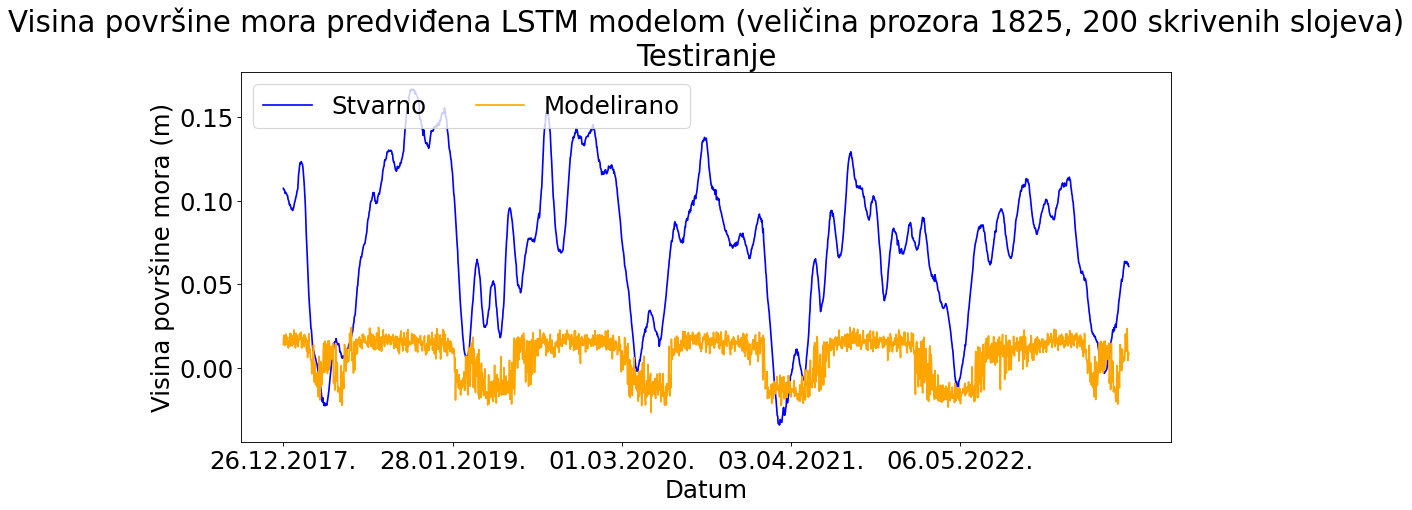 Visina površine mora predviđena LSTM modelom (veličina prozora 1825, 200 skrivenih slojeva)
Testiranje
Stvarno Modelirano
Visina površine mora (m)
0.15
0.10
0.05
0.00
26.12.2017. 28.01.2019. 01.03.2020. 03.04.2021. 06.05.2022.
Datum